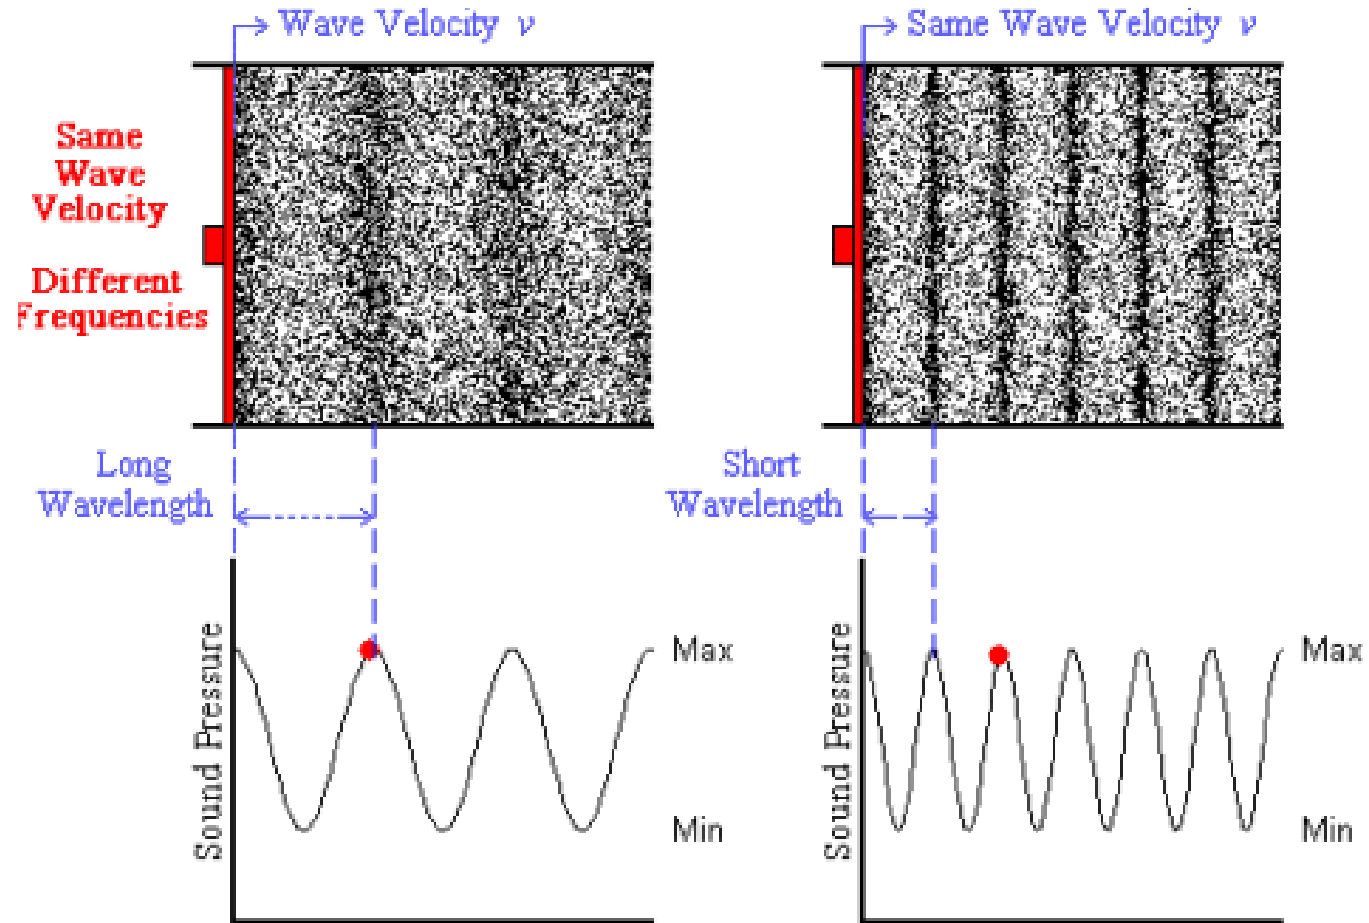 Wave Velocity v
Same Wave Velocity v
Same
Wave
Velocity
Different
Frequencies
Long
Wavelength
Short
Wavelength
Sound Pressure
Max
Min
Sound Pressure
Max
Min